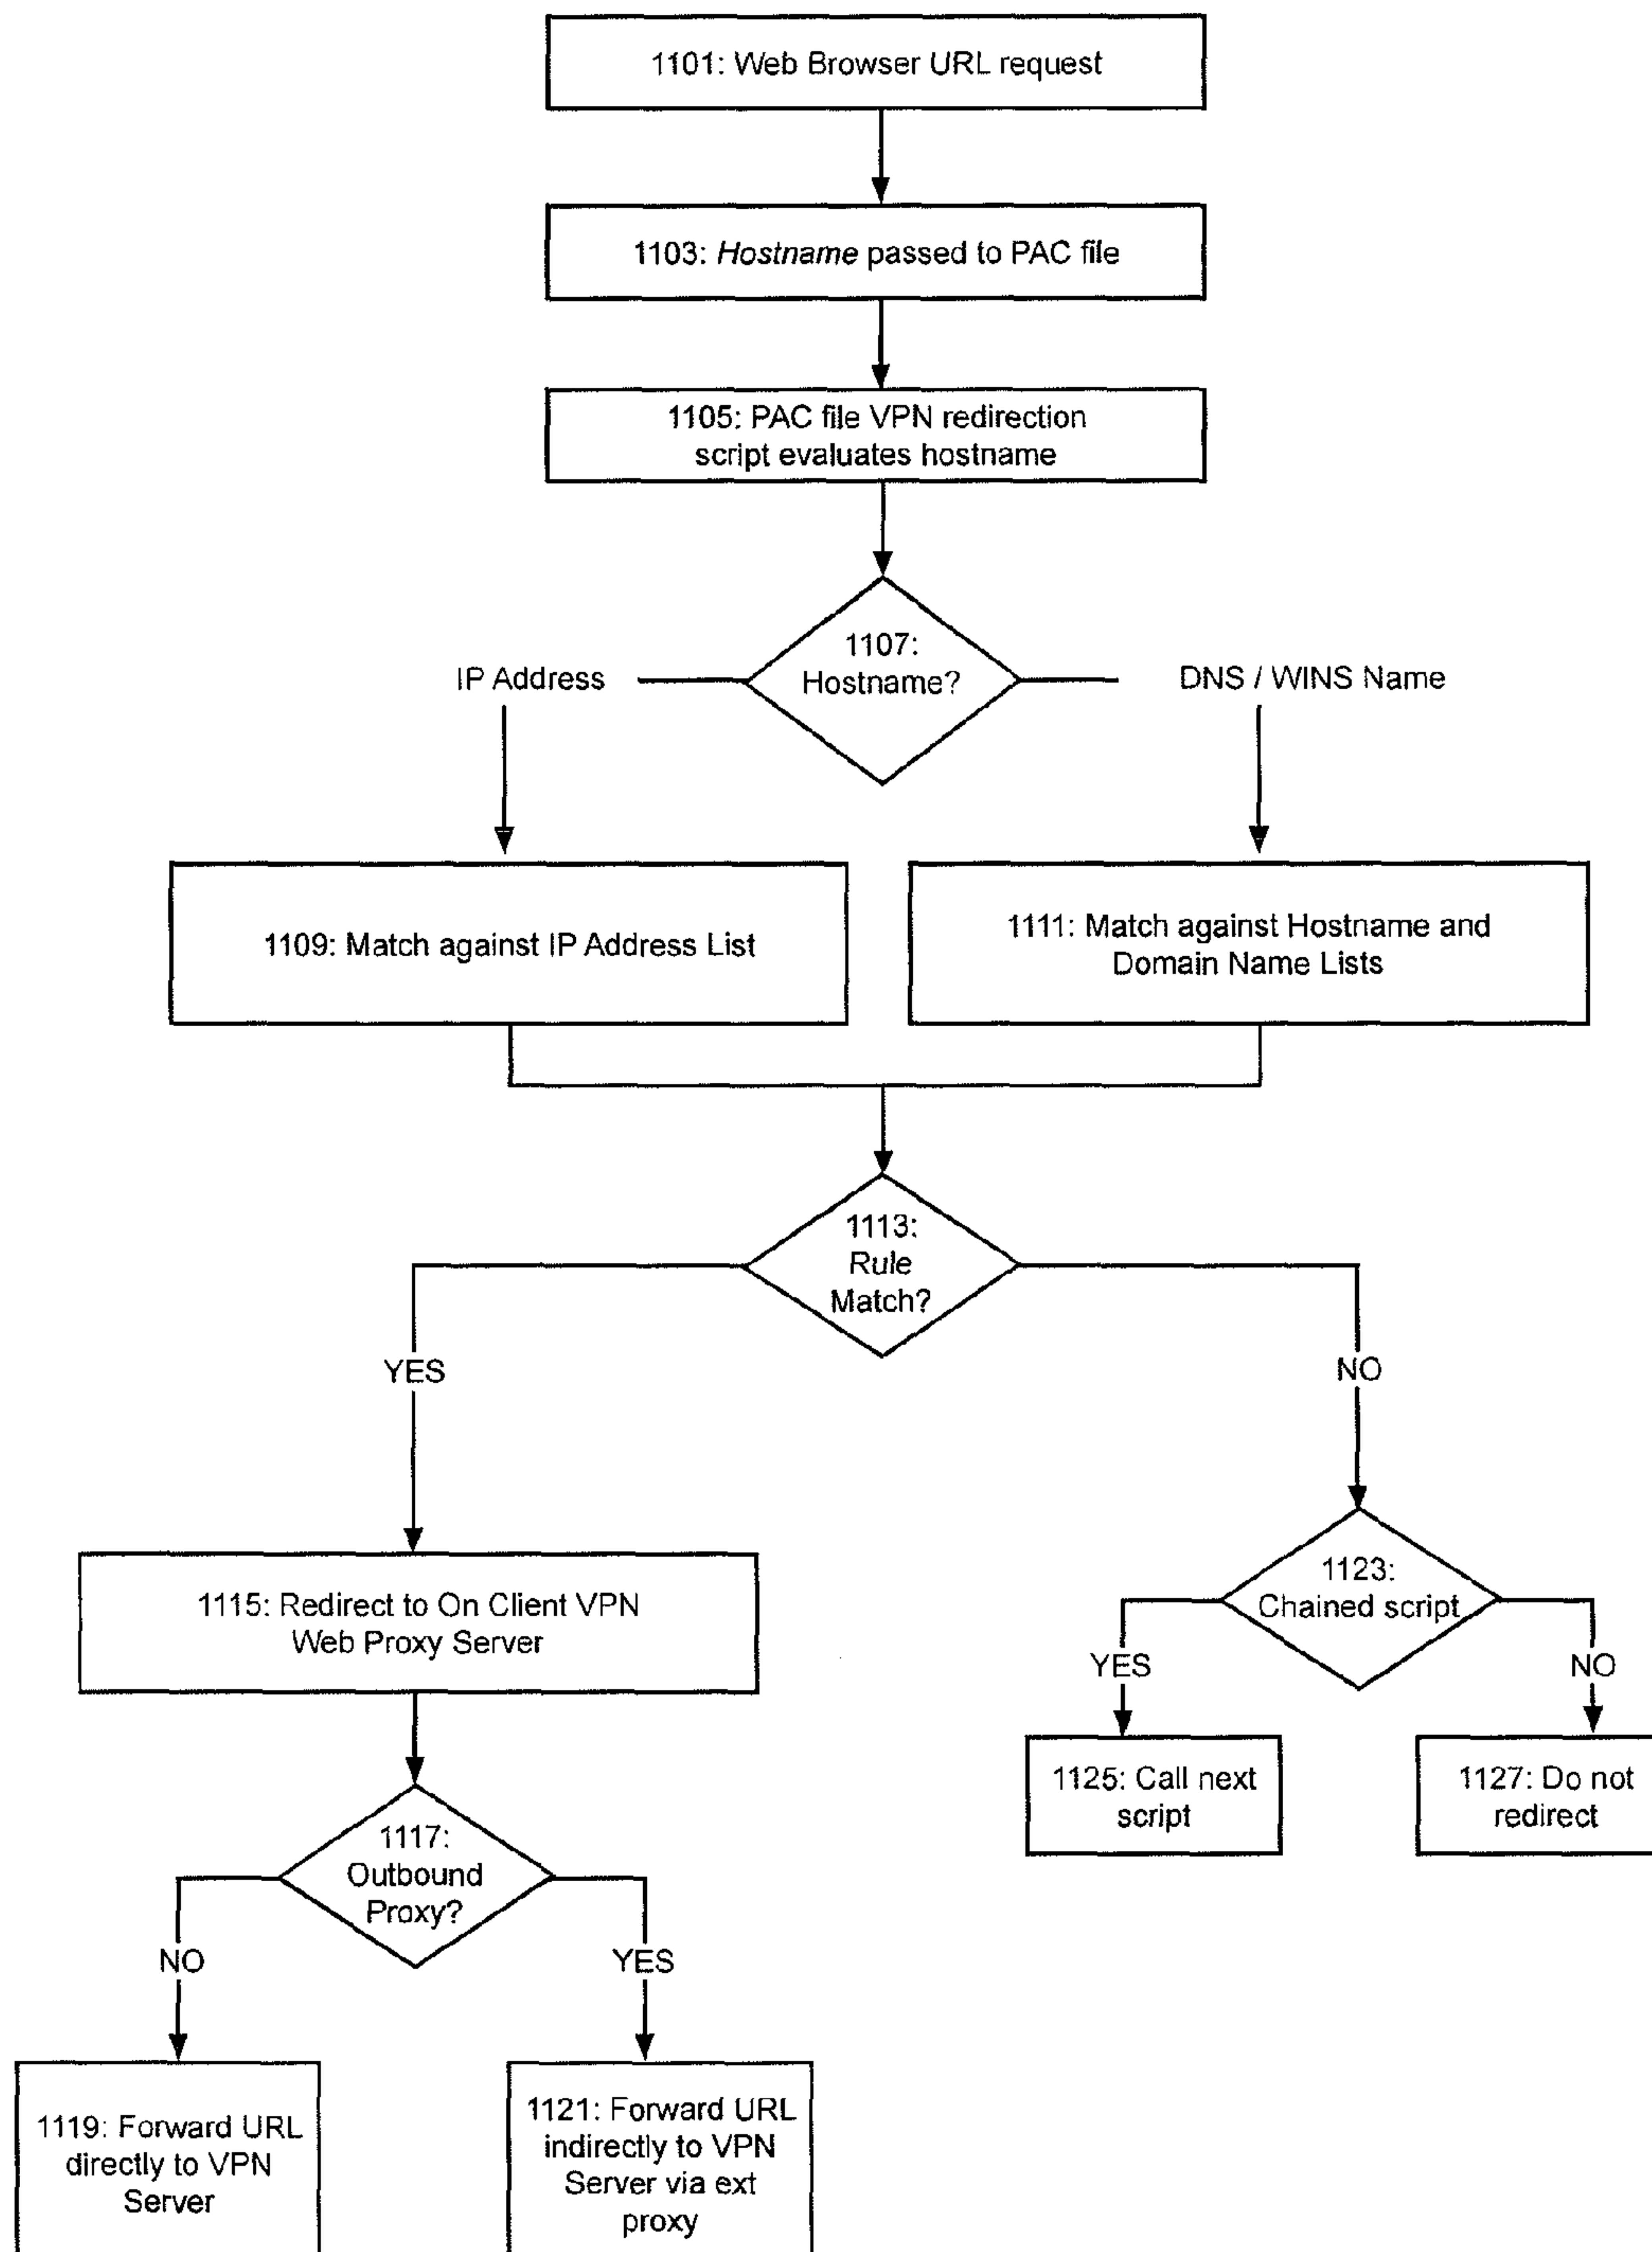 1101: Web Browser URL request
1103: Hostname passed to PAC file
1105: PAC file VPN redirection
script evaluates hostname
1107:
Hostname?
IP Address
DNS / WINS Name
1109: Match against IP Address List
1111: Match against Hostname and
Domain Name Lists
1113:
Rule
Match?
YES
NO
1115: Redirect to On Client VPN
Web Proxy Server
1123:
Chained script
YES
NO
1125: Call next
script
1127: Do not
redirect
1117:
Outbound
Proxy?
NO
YES
1119: Forward URL
directly to VPN
Server
1121: Forward URL
indirectly to VPN
Server via ext
proxy